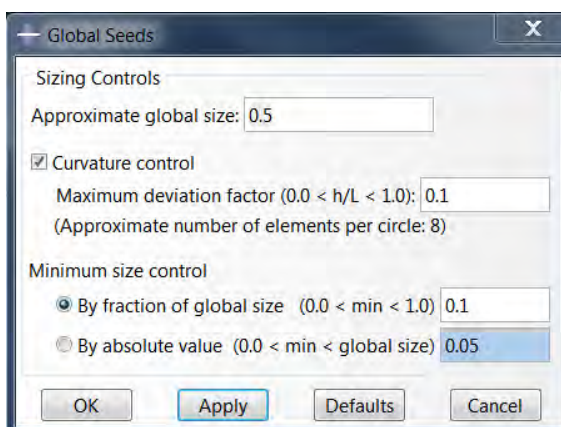 Global Seeds
X
Sizing Controls
Approximate global size: 0.5
Curvature control
Maximum deviation factor (0.0 < h/L < 1.0): 0.1
(Approximate number of elements per circle: 8)
Minimum size control
By fraction of global size (0.0 < min < 1.0) 0.1
By absolute value (0.0 < min < global size) 0.05
OK Apply Defaults Cancel